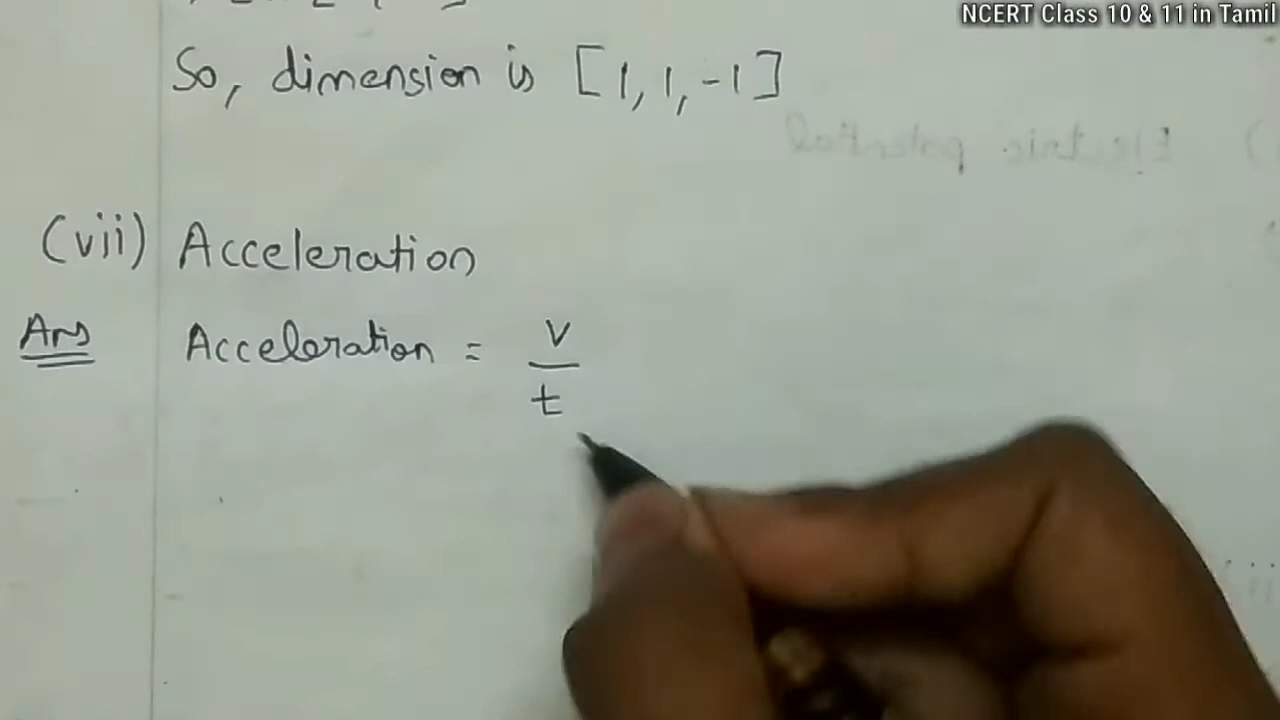 NCERT Class 10 & 11 in Tamil
So, dimension is [1, 1, -1]
(vii) Acceleration
Ans Acceleration = v
t